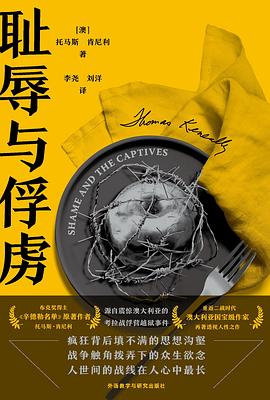 耻辱与俘虏
[澳]
托马斯 肯尼利
著
李尧 刘洋
译
Thomas Keneally
SHAME AND THE CAPTIVES
布克奖得主
《辛德勒名单》原著作者
托马斯·肯尼利
源自震惊澳大利亚的
考拉战俘营越狱事件
重返二战时代
澳大利亚国宝级作家
再著透视人性之作
疯狂背后填不满的思想沟壑
战争触角拨弄下的众生欲念
人世间的战线在人心中最长
外语教学与研究出版社